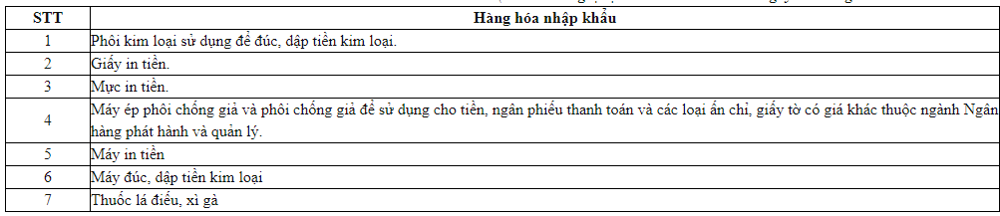 STT Hàng hóa nhập khẩu
1 Phôi kim loại sử dụng để đúc, dập tiền kim loại.
2 Giấy in tiền.
3 Mực in tiền.
4 Máy ép phôi chống giả và phôi chống giả để sử dụng cho tiền, ngân phiếu thanh toán và các loại ấn chỉ, giấy tờ có giá khác thuộc ngành Ngân
hàng phát hành và quản lý.
5 Máy in tiền
6 Máy đúc, dập tiền kim loại
7 Thuốc lá điếu, xì gà